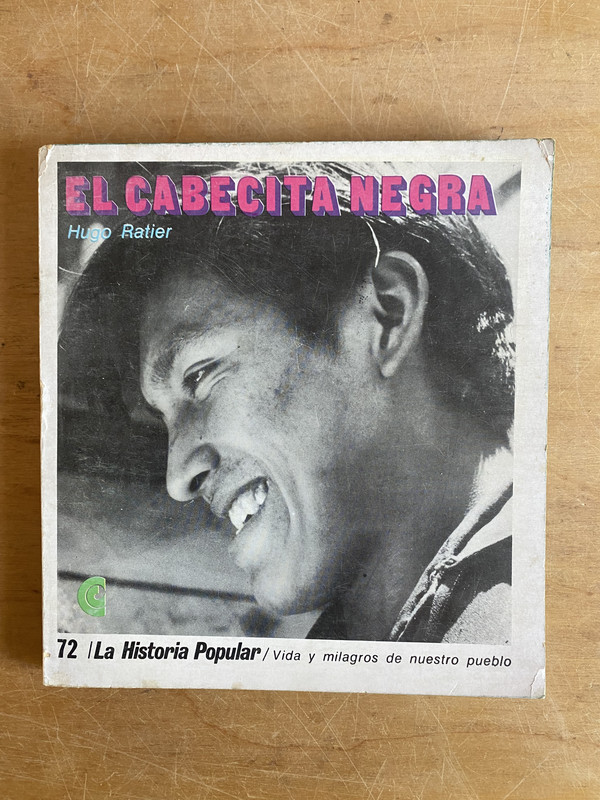 EL CABECITA NEGRA
Hugo Ratier
72 / La Historia Popular / Vida y milagros de nuestro pueblo